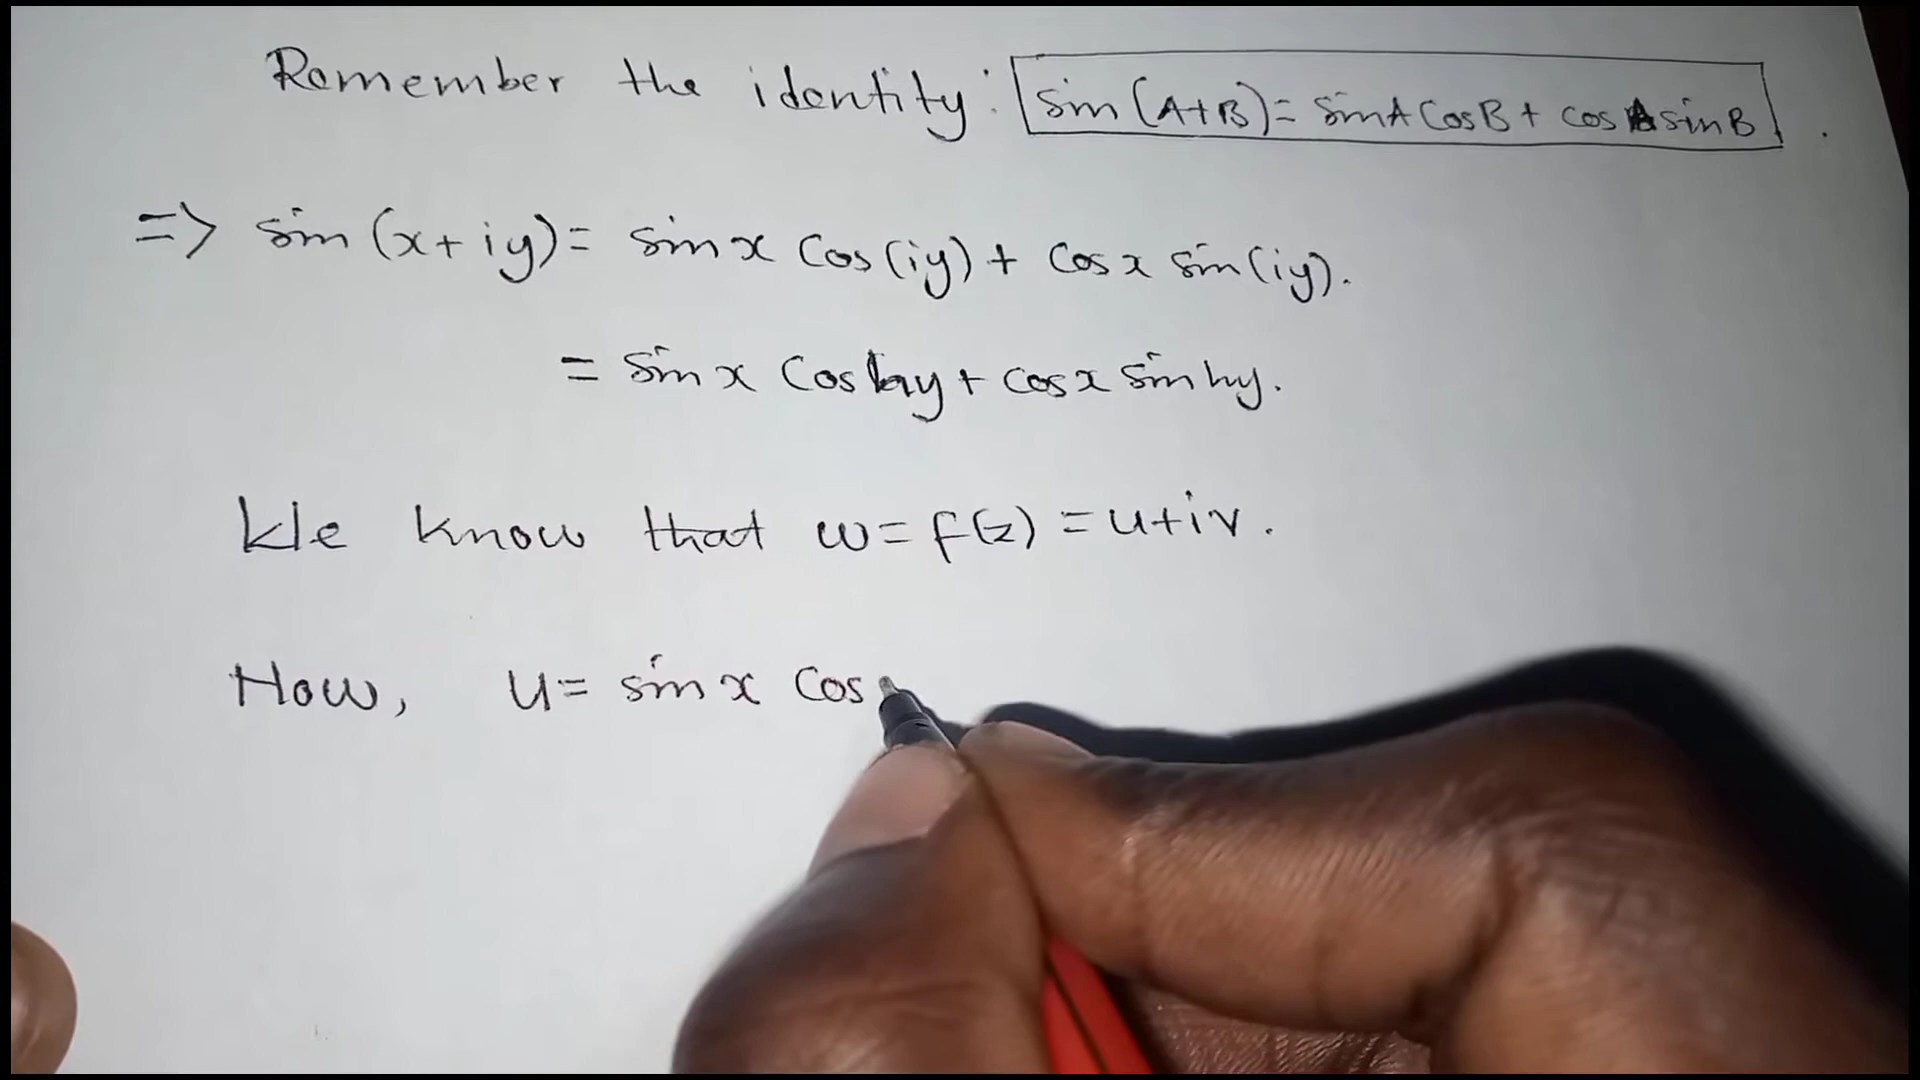 Remember the identity: sin(A+B)= sinA CosB + cosA sinB.
=> sin(x+iy)= sinx Cos(iy) + Cosx sin(iy).
= sinx Coshy + cosx sinhy.
We know that w=f(z)=u+iv.
Now, u= sinx Cos